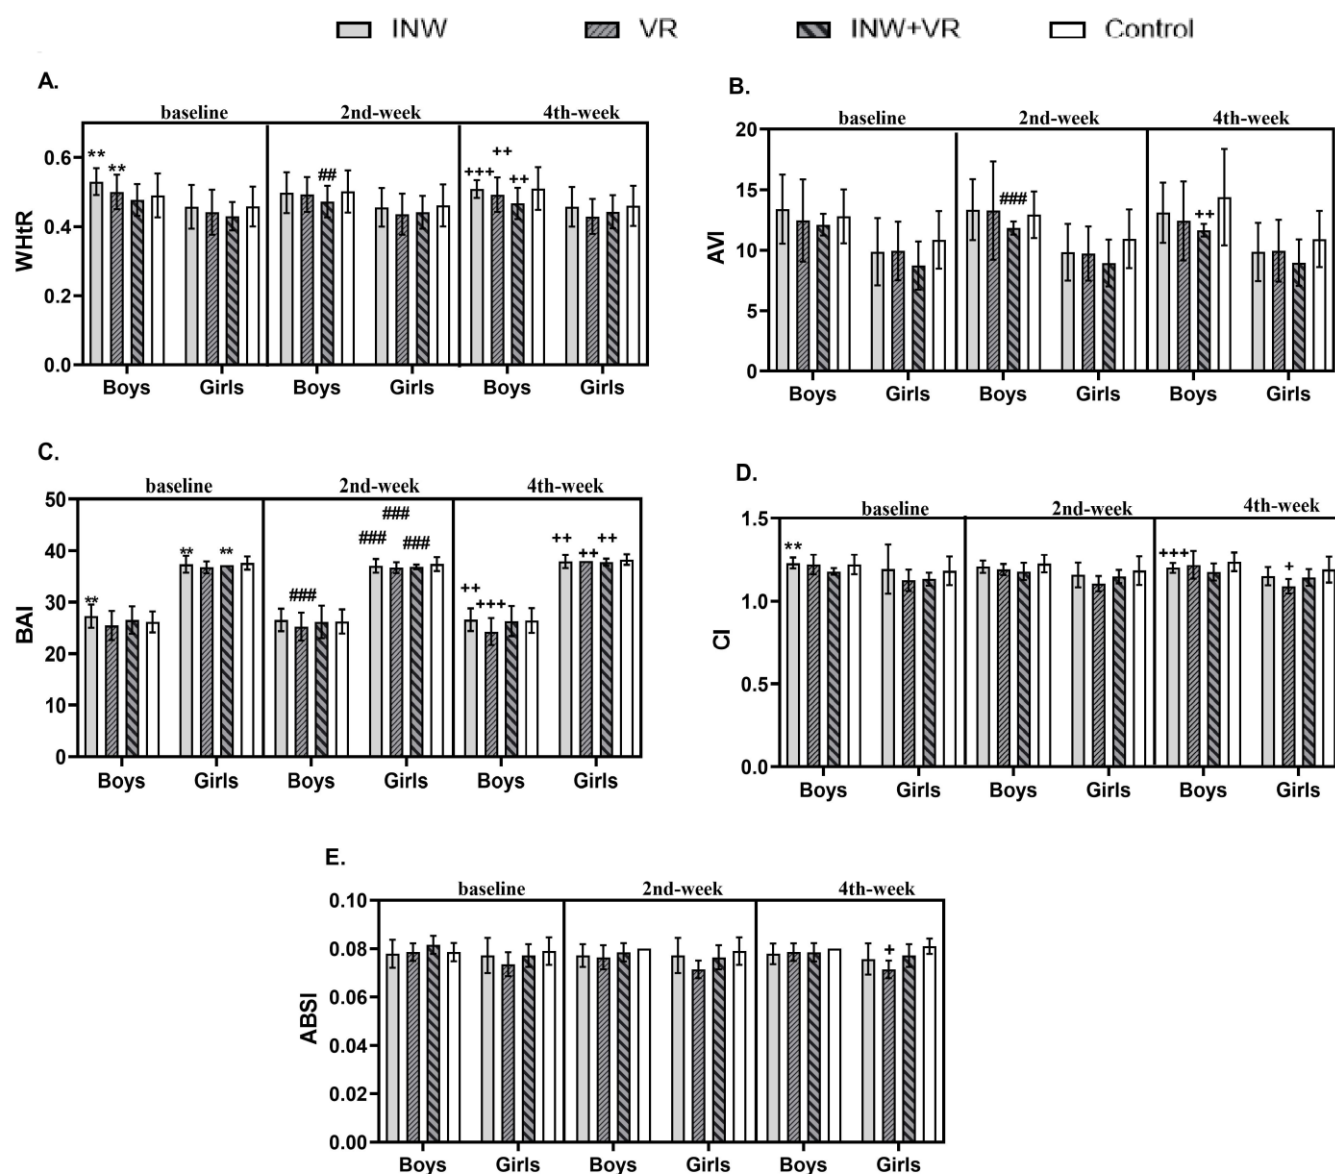 INW VR INW+VR Control
A.
baseline 2nd-week 4th-week
WHtR
0.6
0.4
0.2
0.0
** ** ## +++ ++ ++
Boys Girls Boys Girls Boys Girls
B.
baseline 2nd-week 4th-week
AVI
20
15
10
5
0
### ++
Boys Girls Boys Girls Boys Girls
C.
baseline 2nd-week 4th-week
BAI
50
40
30
20
10
0
** ** ** ### ### ### ### ++ +++ ++ ++ ++
Boys Girls Boys Girls Boys Girls
D.
baseline 2nd-week 4th-week
CI
1.5
1.0
0.5
0.0
** +++ +
Boys Girls Boys Girls Boys Girls
E.
baseline 2nd-week 4th-week
ABSI
0.10
0.08
0.06
0.04
0.02
0.00
+
Boys Girls Boys Girls Boys Girls